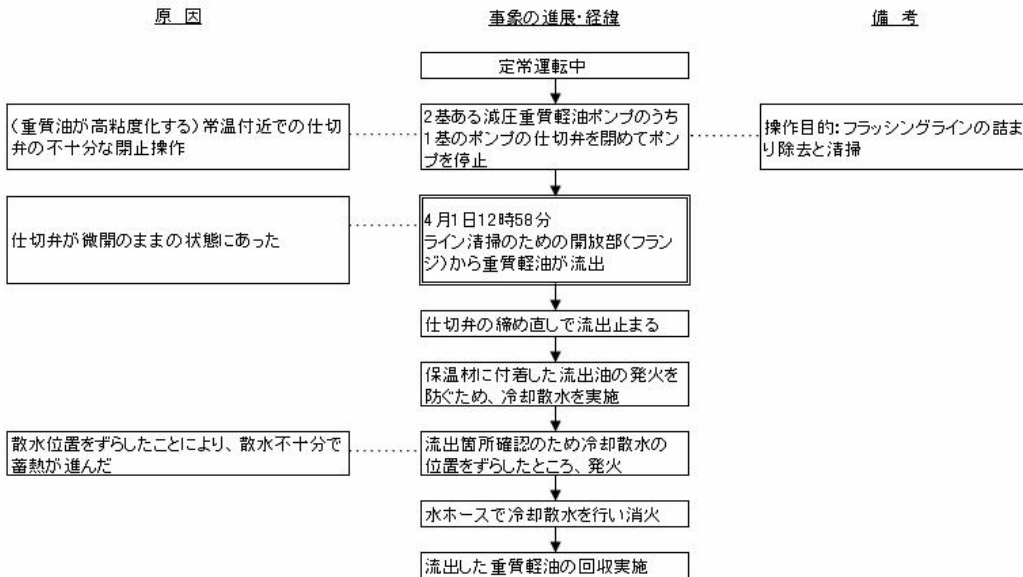 原 因
事象の進展・経緯
備 考
定常運転中
(重質油が高粘度化する)常温付近での仕切
弁の不十分な閉止操作
2基ある減圧重質軽油ポンプのうち
1基のポンプの仕切弁を閉めてポン
プを停止
操作目的:フラッシングラインの詰ま
り除去と清掃
仕切弁が微開のままの状態にあった
4月1日12時58分
ライン清掃のための開放部(フラン
ジ)から重質軽油が流出
仕切弁の締め直しで流出止まる
保温材に付着した流出油の発火を
防ぐため、冷却散水を実施
散水位置をずらしたことにより、散水不十分で
蓄熱が進んだ
流出箇所確認のため冷却散水の
位置をずらしたところ、発火
水ホースで冷却散水を行い消火
流出した重質軽油の回収実施